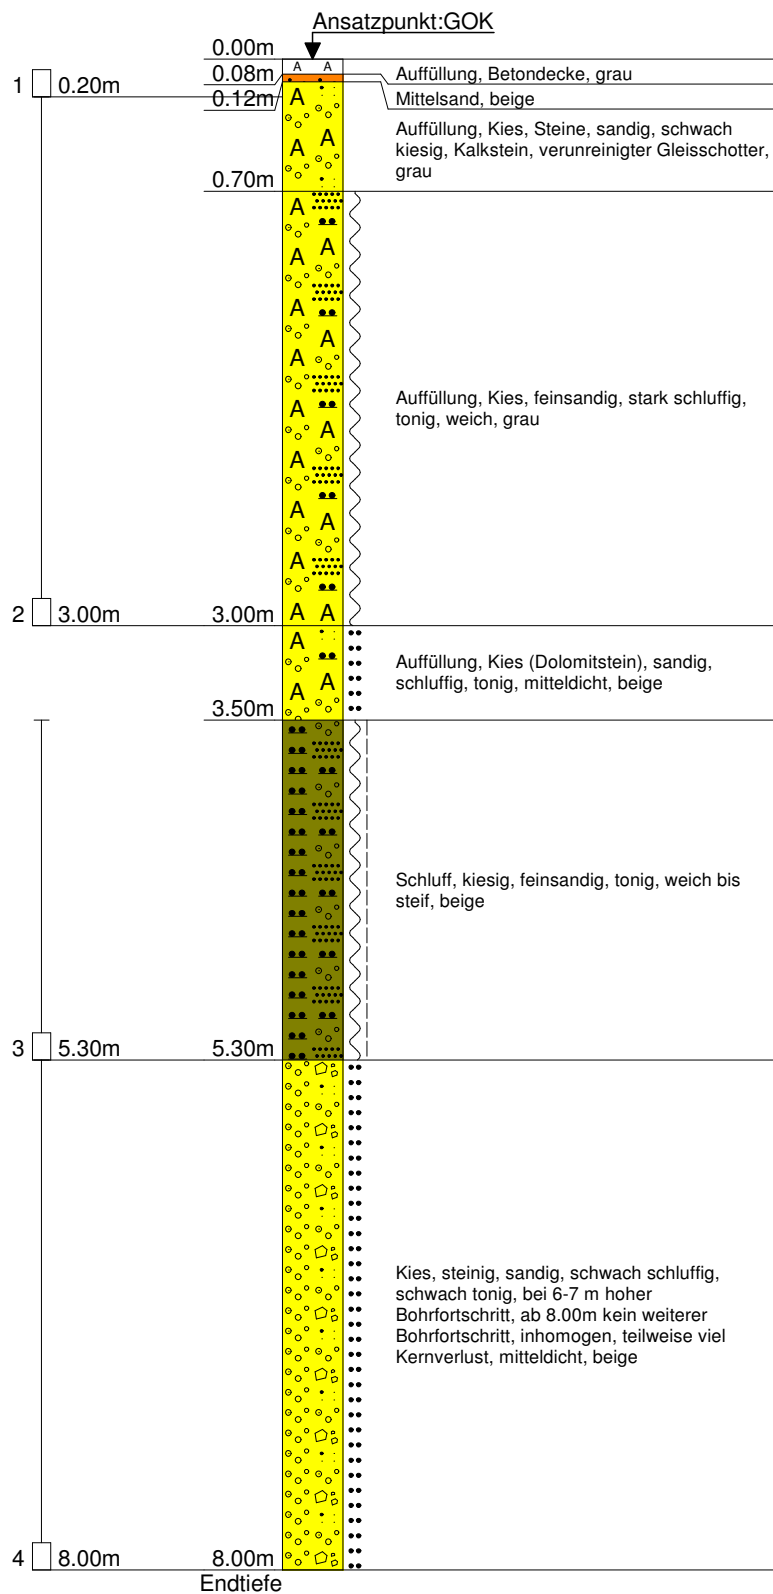 Ansatzpunkt:GOK
0.00m
A A
0.08m
Auffüllung, Betondecke, grau
1 0.20m
0.12m
Mittelsand, beige
A
Auffüllung, Kies, Steine, sandig, schwach
kiesig, Kalkstein, verunreinigter Gleisschotter,
grau
A
A
0.70m
A
A
A
A
A
A
A
A
Auffüllung, Kies, feinsandig, stark schluffig,
tonig, weich, grau
A
A
A
A
A
2 3.00m
3.00m
A A
A
Auffüllung, Kies (Dolomitstein), sandig,
schluffig, tonig, mitteldicht, beige
A
A
3.50m
Schluff, kiesig, feinsandig, tonig, weich bis
steif, beige
3 5.30m
5.30m
Kies, steinig, sandig, schwach schluffig,
schwach tonig, bei 6-7 m hoher
Bohrfortschritt, ab 8.00m kein weiterer
Bohrfortschritt, inhomogen, teilweise viel
Kernverlust, mitteldicht, beige
4 8.00m
8.00m
Endtiefe